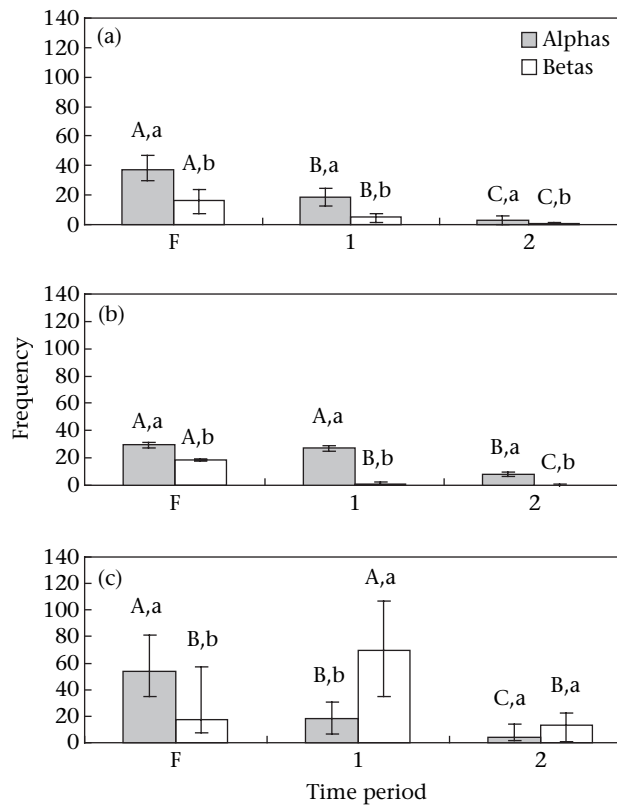 140
(a)
Alphas
120
Betas
100
80
60
A,a
A,b
B,a
40
B,b
C,a
C,b
20
0
F
1
2
140
(b)
120
100
80
60
A,a
A,b
A,a
40
B,b
B,a
C,b
20
0
F
1
2
Frequency
140
(c)
120
A,a
A,a
100
B,b
80
60
B,b
B,a
40
C,a
20
0
F
1
2
Time period